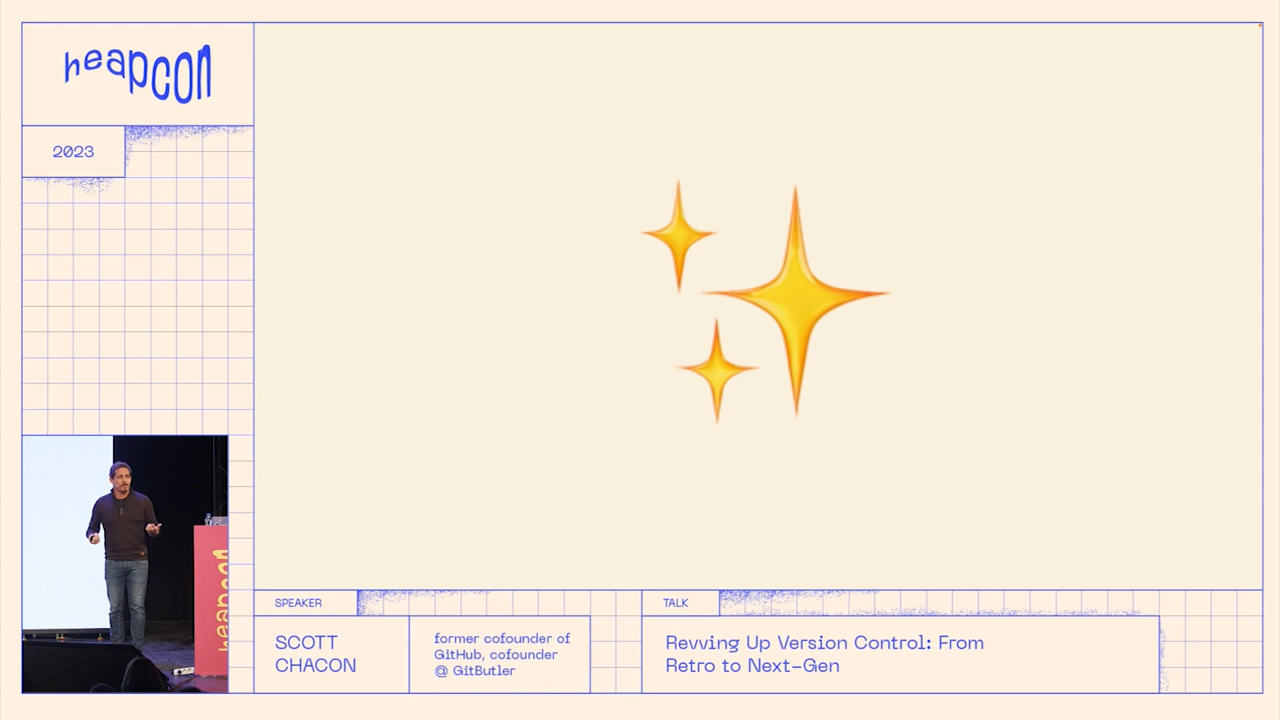 heapcon
2023
heapcon
SPEAKER
SCOTT
CHACON
former cofounder of
GitHub, cofounder
@ GitButler
TALK
Revving Up Version Control: From
Retro to Next-Gen